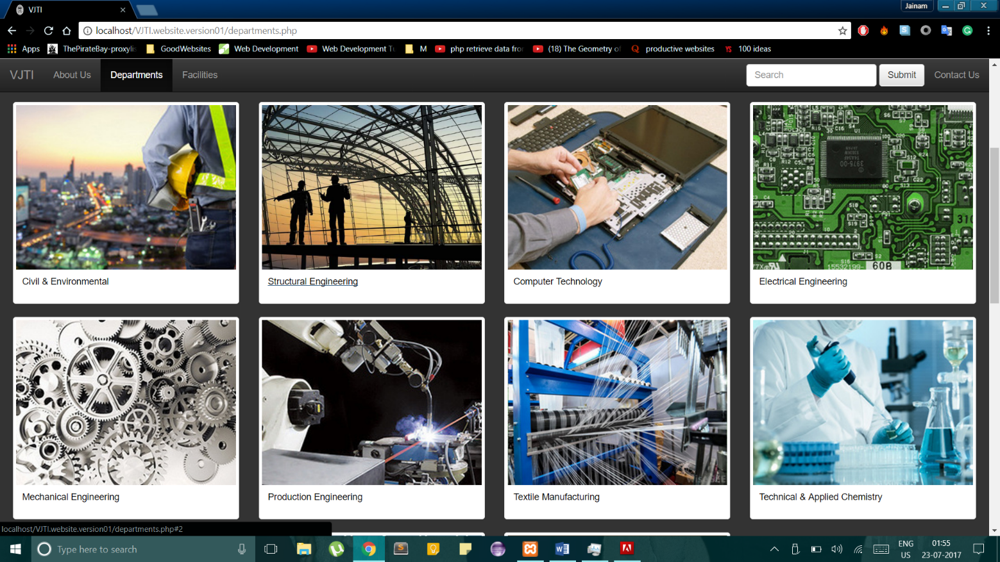 VJTI
Jainam
localhost/VJTI.website.version01/departments.php
Apps ThePirateBay-proxylis GoodWebsites Web Development Web Development Tu M php retrieve data fror (18) The Geometry of productive websites YS 100 ideas
VJTI About Us Departments Facilities Search Submit Contact Us
Civil & Environmental Structural Engineering Computer Technology Electrical Engineering
Mechanical Engineering Production Engineering Textile Manufacturing Technical & Applied Chemistry
localhost/VJTI.website.version01/departments.php#2
Type here to search
ENG
US
01:55
23-07-2017